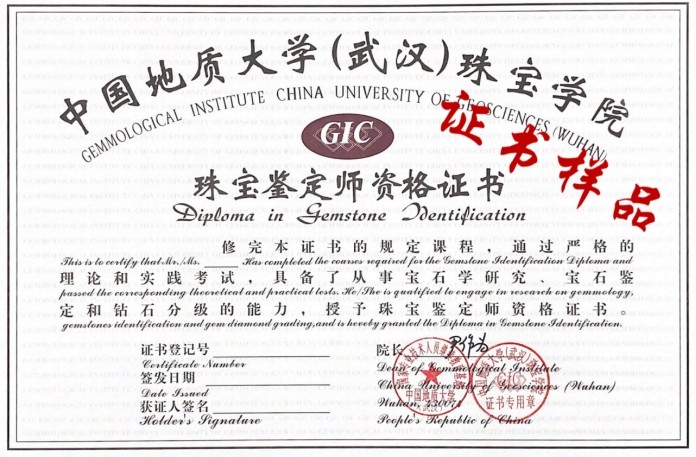 中国地质大学(武汉)珠宝学院
GEMMOLOGICAL INSTITUTE CHINA UNIVERSITY OF GEOSCIENCES (WUHAN)
GIC
证书样品
珠宝鉴定师资格证书
Diploma in Gemstone Identification
修完本证书的规定课程，通过严格的
This is to certify that Mr./Ms. Has completed the courses required for the Gemstone Identification Diploma and
理论和实践考试，具备了从事宝石学研究、宝石鉴
passed the corresponding theoretical and practical tests. He/She is qualified to engage in research on gemmology,
定和钻石分级的能力，授予珠宝鉴定师资格证书。
gemstones identification and gem diamond grading, and is hereby granted the Diploma in Gemstone Identification.
证书登记号
Certificate Number
签发日期
Date Issued
获证人签名
Holder's Signature
院长
Dean of Gemmological Institute
China University of Geosciences (Wuhan)
Wuhan, 430074
People's Republic of China
中国地质大学
(武汉)
GIC
证书专用章